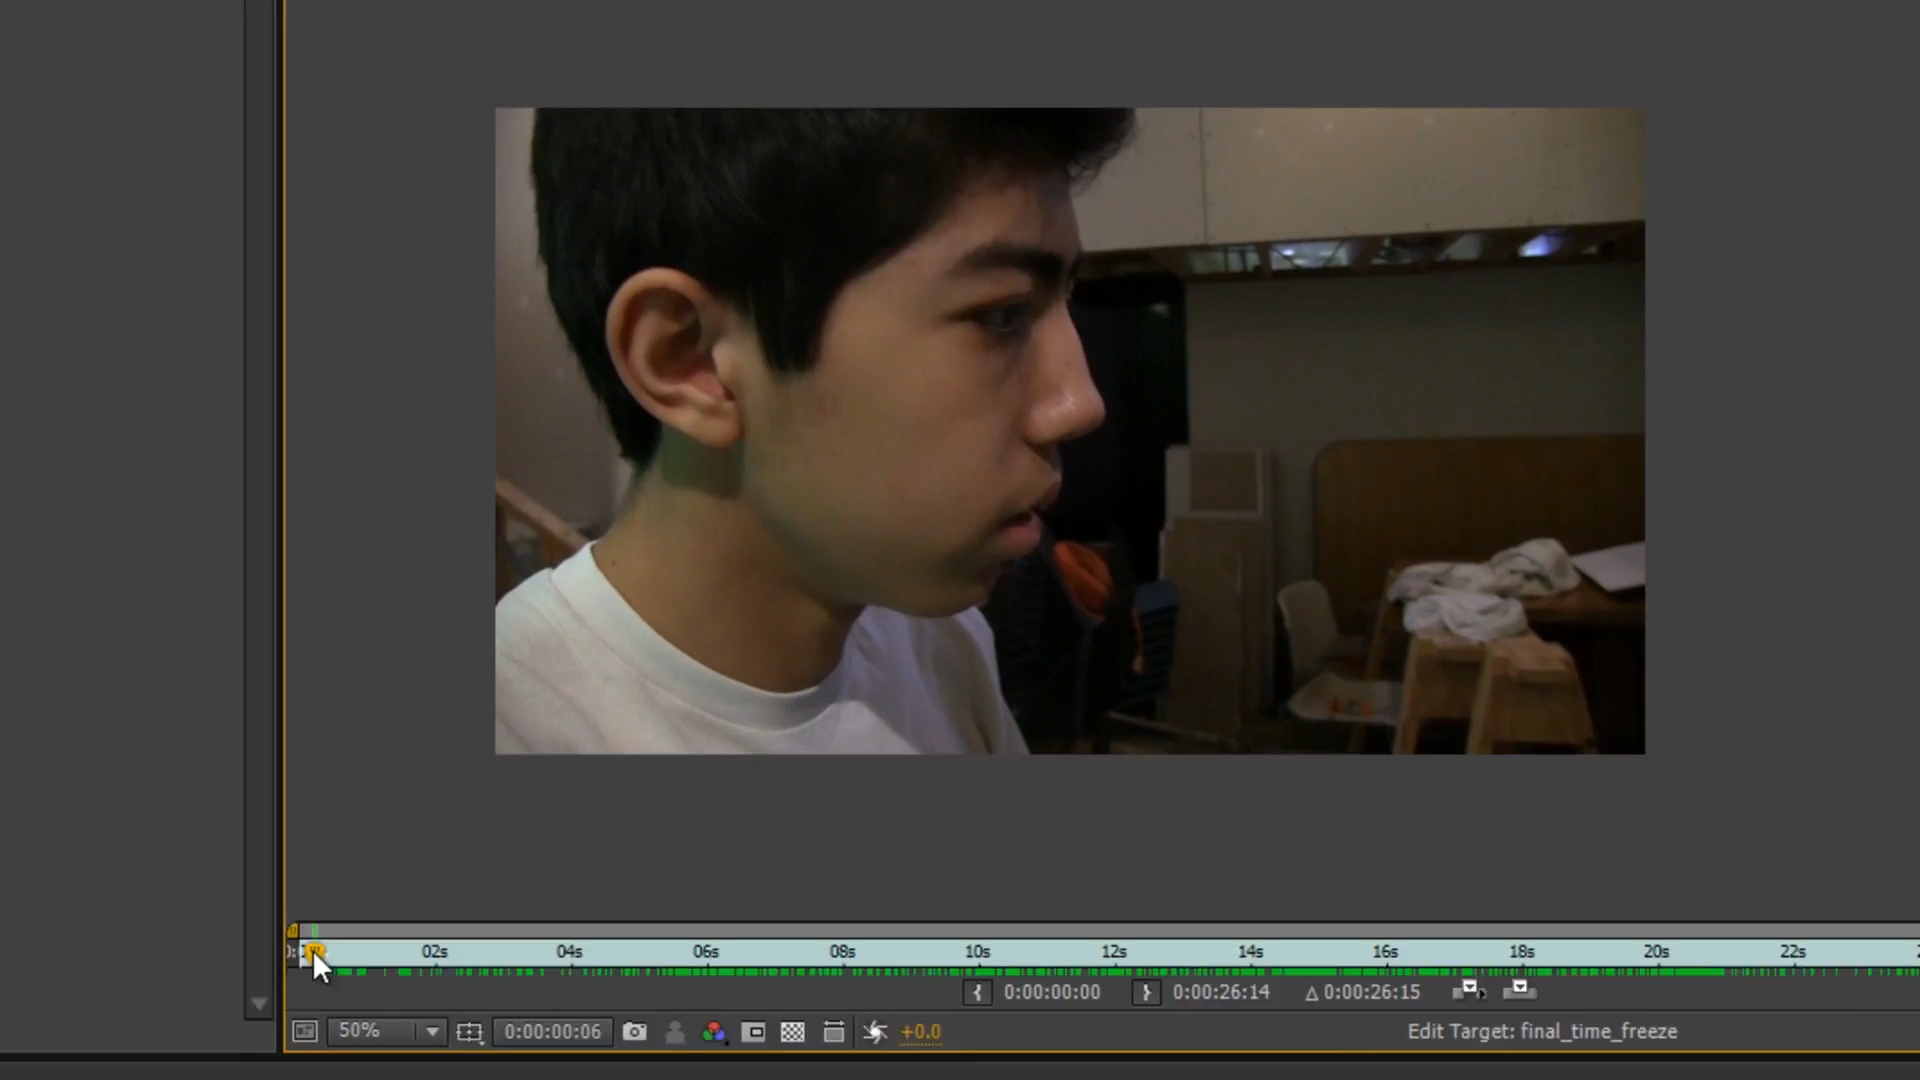 02s 04s 06s 08s 10s 12s 14s 16s 18s 20s 22s
0:00:00:00 0:00:26:14 Δ 0:00:26:15
50% 0:00:00:06 +0.0 Edit Target: final_time_freeze